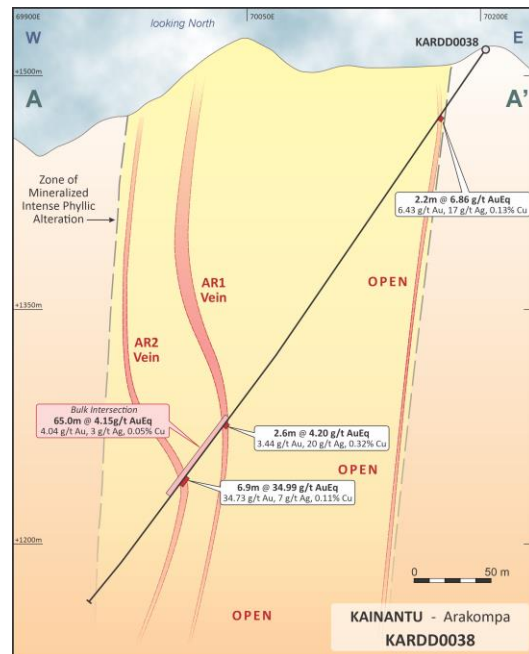 69900E
70050
70200
looking North
KARDD0038
W
E
+1500m
A
A'
Zone of
Mineralized
Intense Phyllic
Alteration
2.2m @ 6.86 g/t AuEq
6.43 g/t Au, 17 g/t Ag, 0.13% Cu
OPEN
+1350m
AR1
Vein
AR2
Vein
Bulk Intersection
65.0m @ 4.15g/t AuEq
4.04 g/t Au, 3 g/t Ag, 0.05% Cu
2.6m @ 4.20 g/t AuEq
3.44 g/t Au, 20 g/t Ag, 0.32% Cu
OPEN
6.9m @ 34.99 g/t AuEq
34.73 g/t Au, 7 g/t Ag, 0.11% Cu
+1200m
0
50 m
OPEN
KAINANTU - Arakompa
KARDD0038